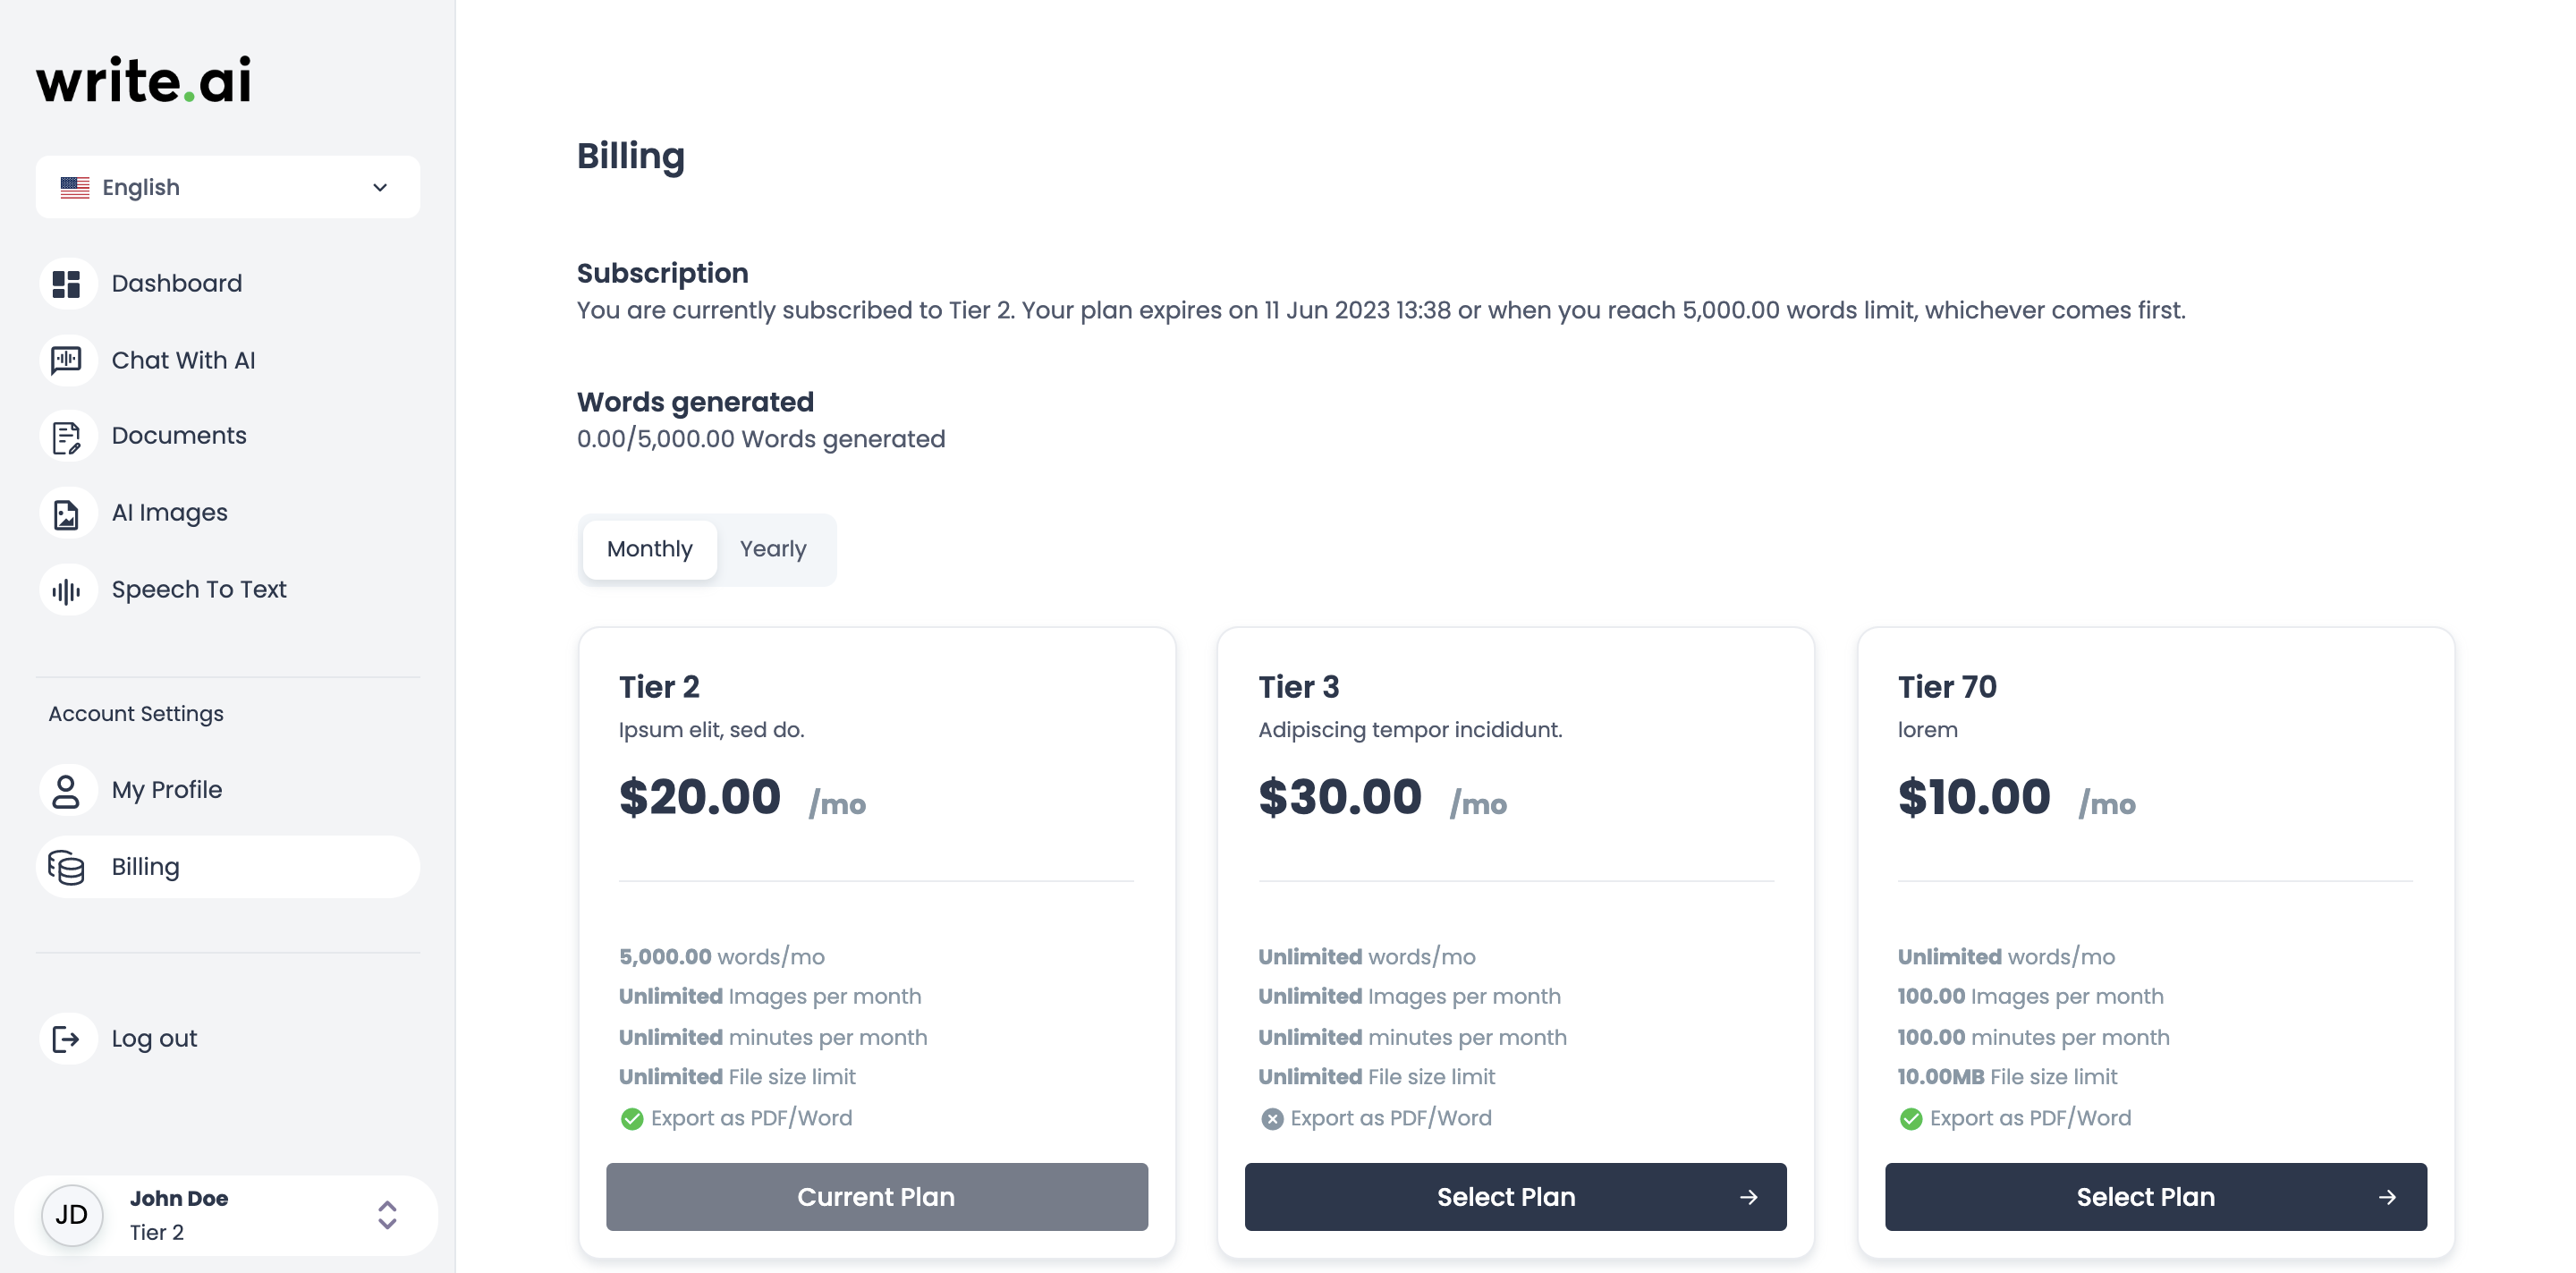 write.ai
English
Dashboard
Chat With AI
Documents
AI Images
Speech To Text
Account Settings
My Profile
Billing
Log out
JD
John Doe
Tier 2
Billing
Subscription
You are currently subscribed to Tier 2. Your plan expires on 11 Jun 2023 13:38 or when you reach 5,000.00 words limit, whichever comes first.
Words generated
0.00/5,000.00 Words generated
Monthly
Yearly
Tier 2
Ipsum elit, sed do.
$20.00 /mo
5,000.00 words/mo
Unlimited Images per month
Unlimited minutes per month
Unlimited File size limit
Export as PDF/Word
Current Plan
Tier 3
Adipiscing tempor incididunt.
$30.00 /mo
Unlimited words/mo
Unlimited Images per month
Unlimited minutes per month
Unlimited File size limit
Export as PDF/Word
Select Plan
Tier 70
lorem
$10.00 /mo
Unlimited words/mo
100.00 Images per month
100.00 minutes per month
10.00MB File size limit
Export as PDF/Word
Select Plan